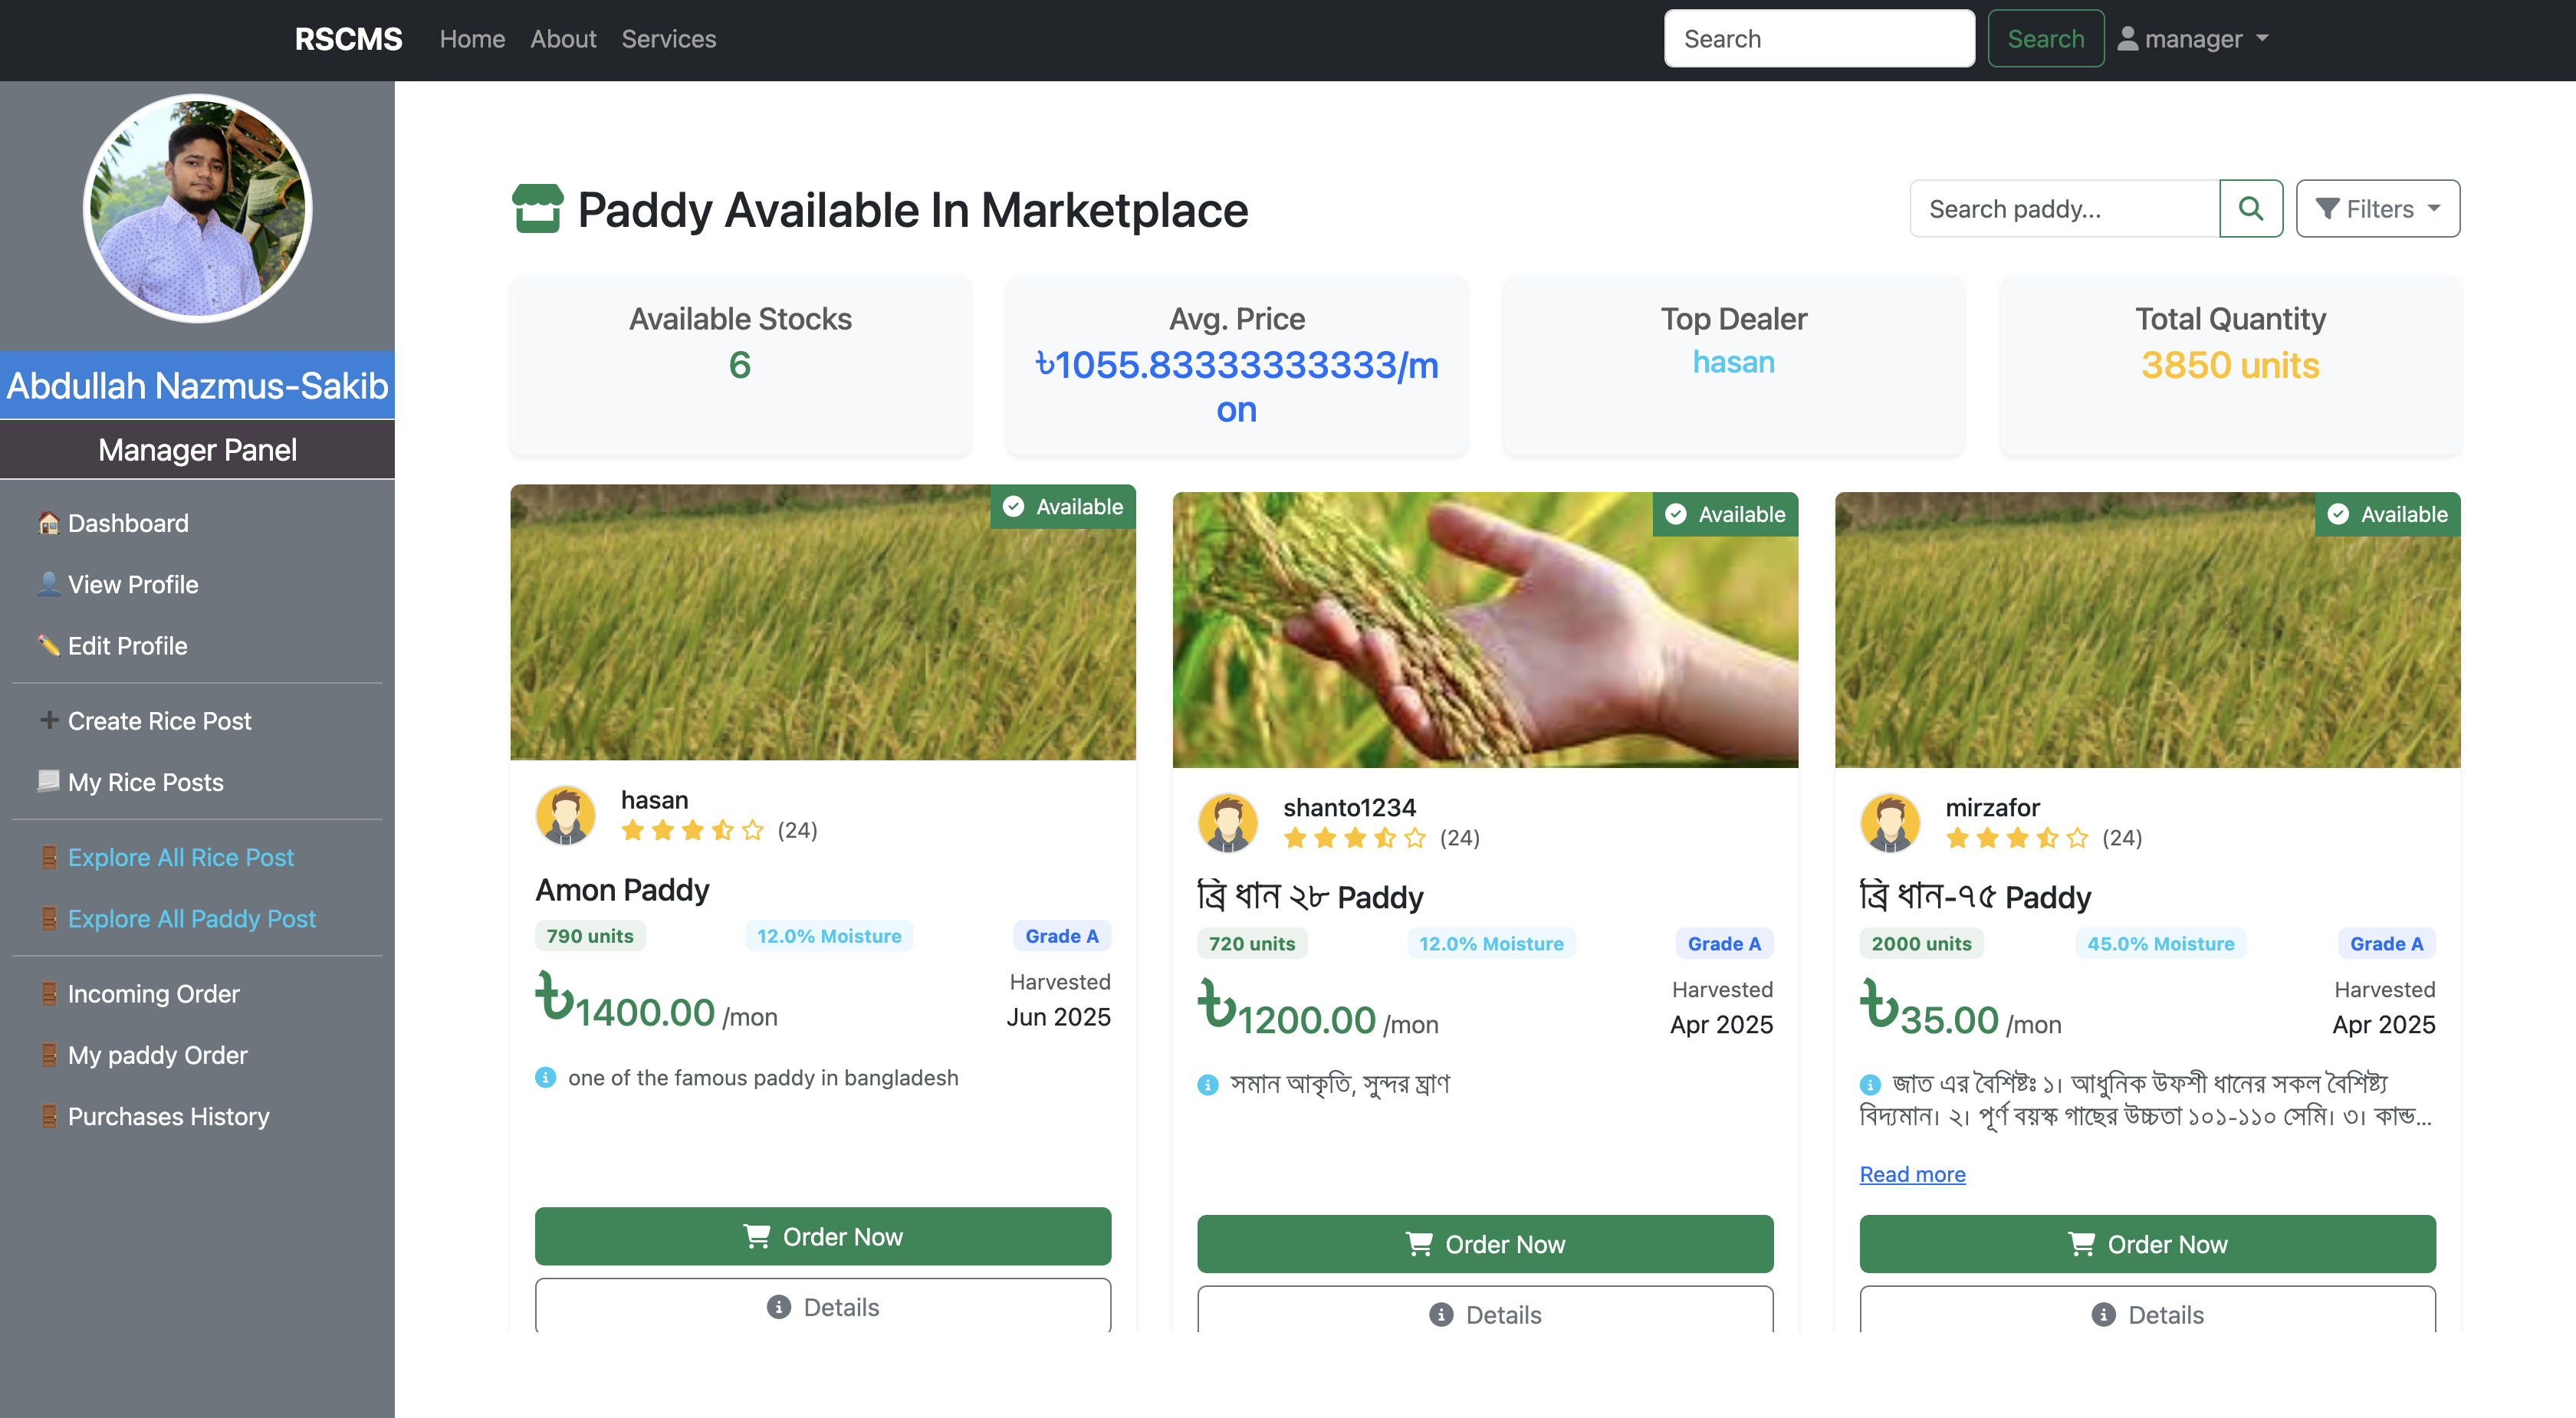 RSCMS Home About Services Search Search manager
Abdullah Nazmus-Sakib
Manager Panel
Dashboard
View Profile
Edit Profile
Create Rice Post
My Rice Posts
Explore All Rice Post
Explore All Paddy Post
Incoming Order
My paddy Order
Purchases History
Paddy Available In Marketplace
Search paddy...
Filters
Available Stocks
6
Avg. Price
৳1055.83333333333/m
on
Top Dealer
hasan
Total Quantity
3850 units
Available
hasan
(24)
Amon Paddy
790 units 12.0% Moisture Grade A
৳1400.00 /mon
Harvested
Jun 2025
one of the famous paddy in bangladesh
Order Now
Details
Available
shanto1234
(24)
ব্রি ধান ২৮ Paddy
720 units 12.0% Moisture Grade A
৳1200.00 /mon
Harvested
Apr 2025
সমান আকৃতি, সুন্দর ঘ্রাণ
Order Now
Details
Available
mirzafor
(24)
ব্রি ধান-৭৫ Paddy
2000 units 45.0% Moisture Grade A
৳35.00 /mon
Harvested
Apr 2025
জাত এর বৈশিষ্টঃ ১। আধুনিক উফশী ধানের সকল বৈশিষ্ট্য
বিদ্যমান। ২। পূর্ণ বয়স্ক গাছের উচ্চতা ১০১-১১০ সেমি। ৩। কান্ড...
Read more
Order Now
Details